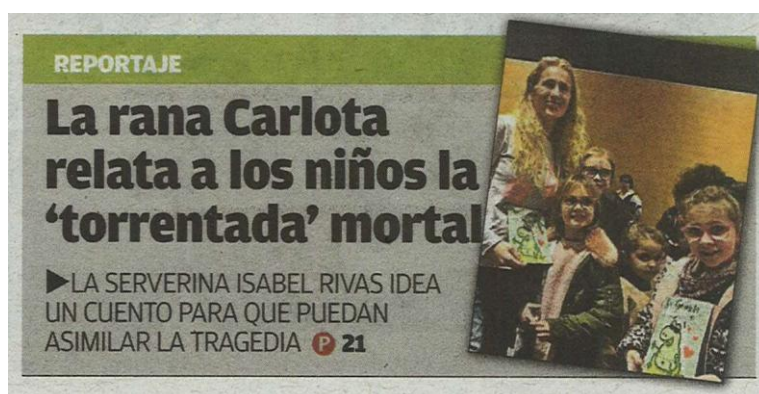 REPORTAJE
La rana Carlota
relata a los niños la
‘torrentada’ mortal
▶LA SERVERINA ISABEL RIVAS IDEA
UN CUENTO PARA QUE PUEDAN
ASIMILAR LA TRAGEDIA P 21